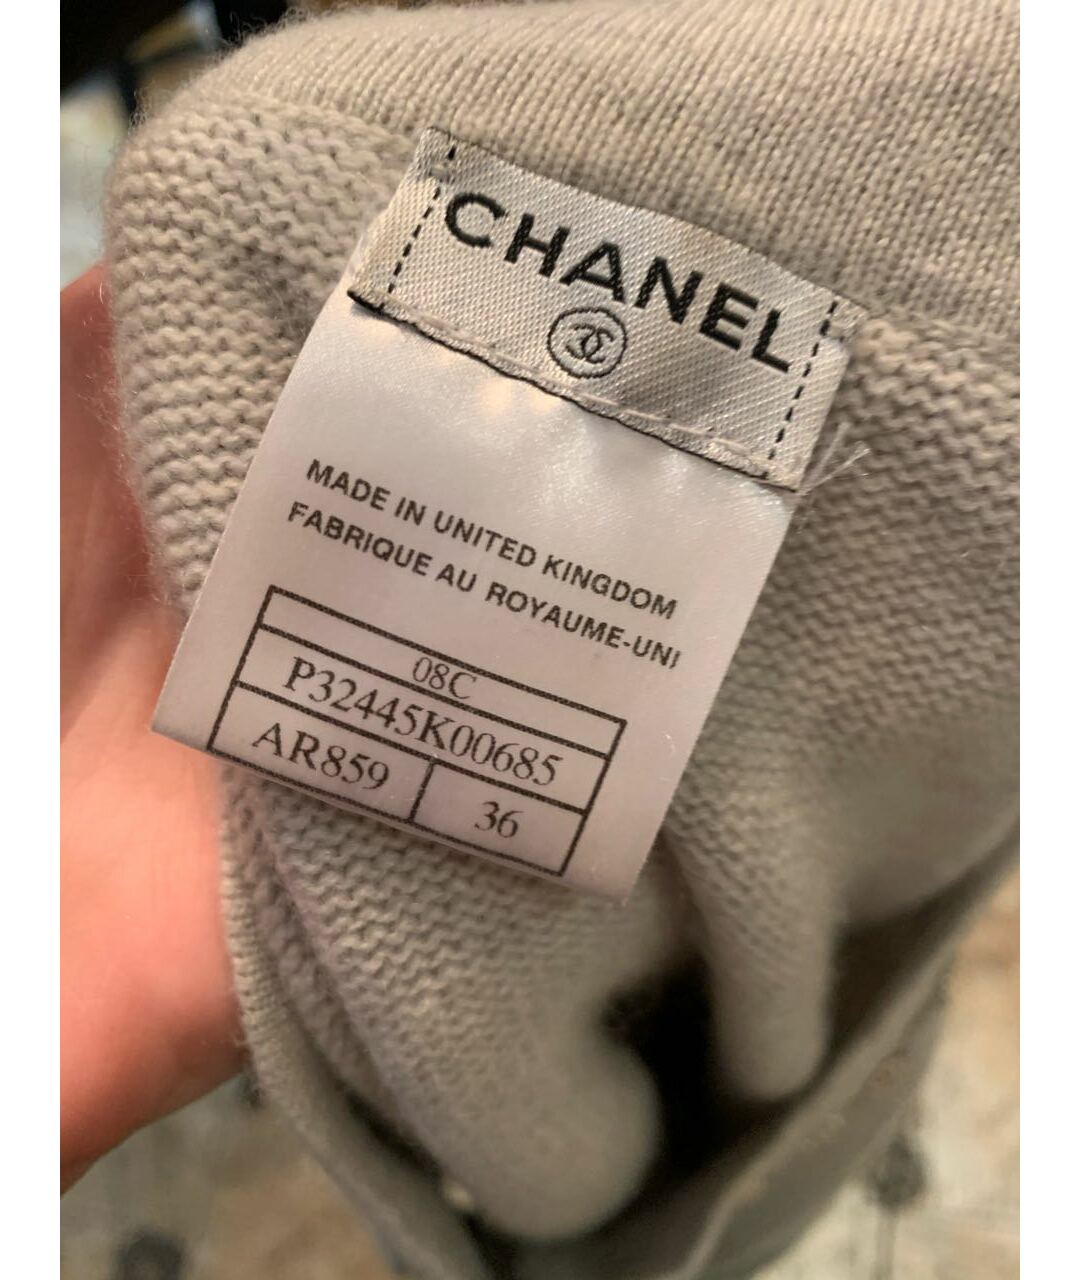 CHANEL
MADE IN UNITED KINGDOM
FABRIQUE AU ROYAUME-UNI
08C
P32445K00685
AR859 36